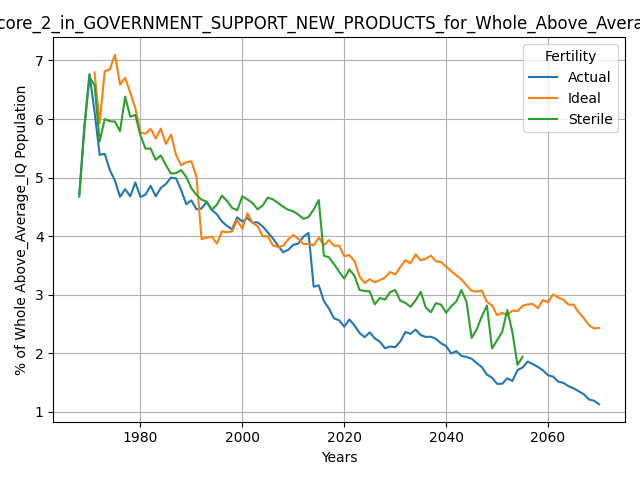 core_2_in_GOVERNMENT_SUPPORT_NEW_PRODUCTS_for_Whole_Above_Avera
Fertility
Actual
Ideal
Sterile
% of Whole Above_Average_IQ Population
7
6
5
4
3
2
1
1980
2000
2020
2040
2060
Years